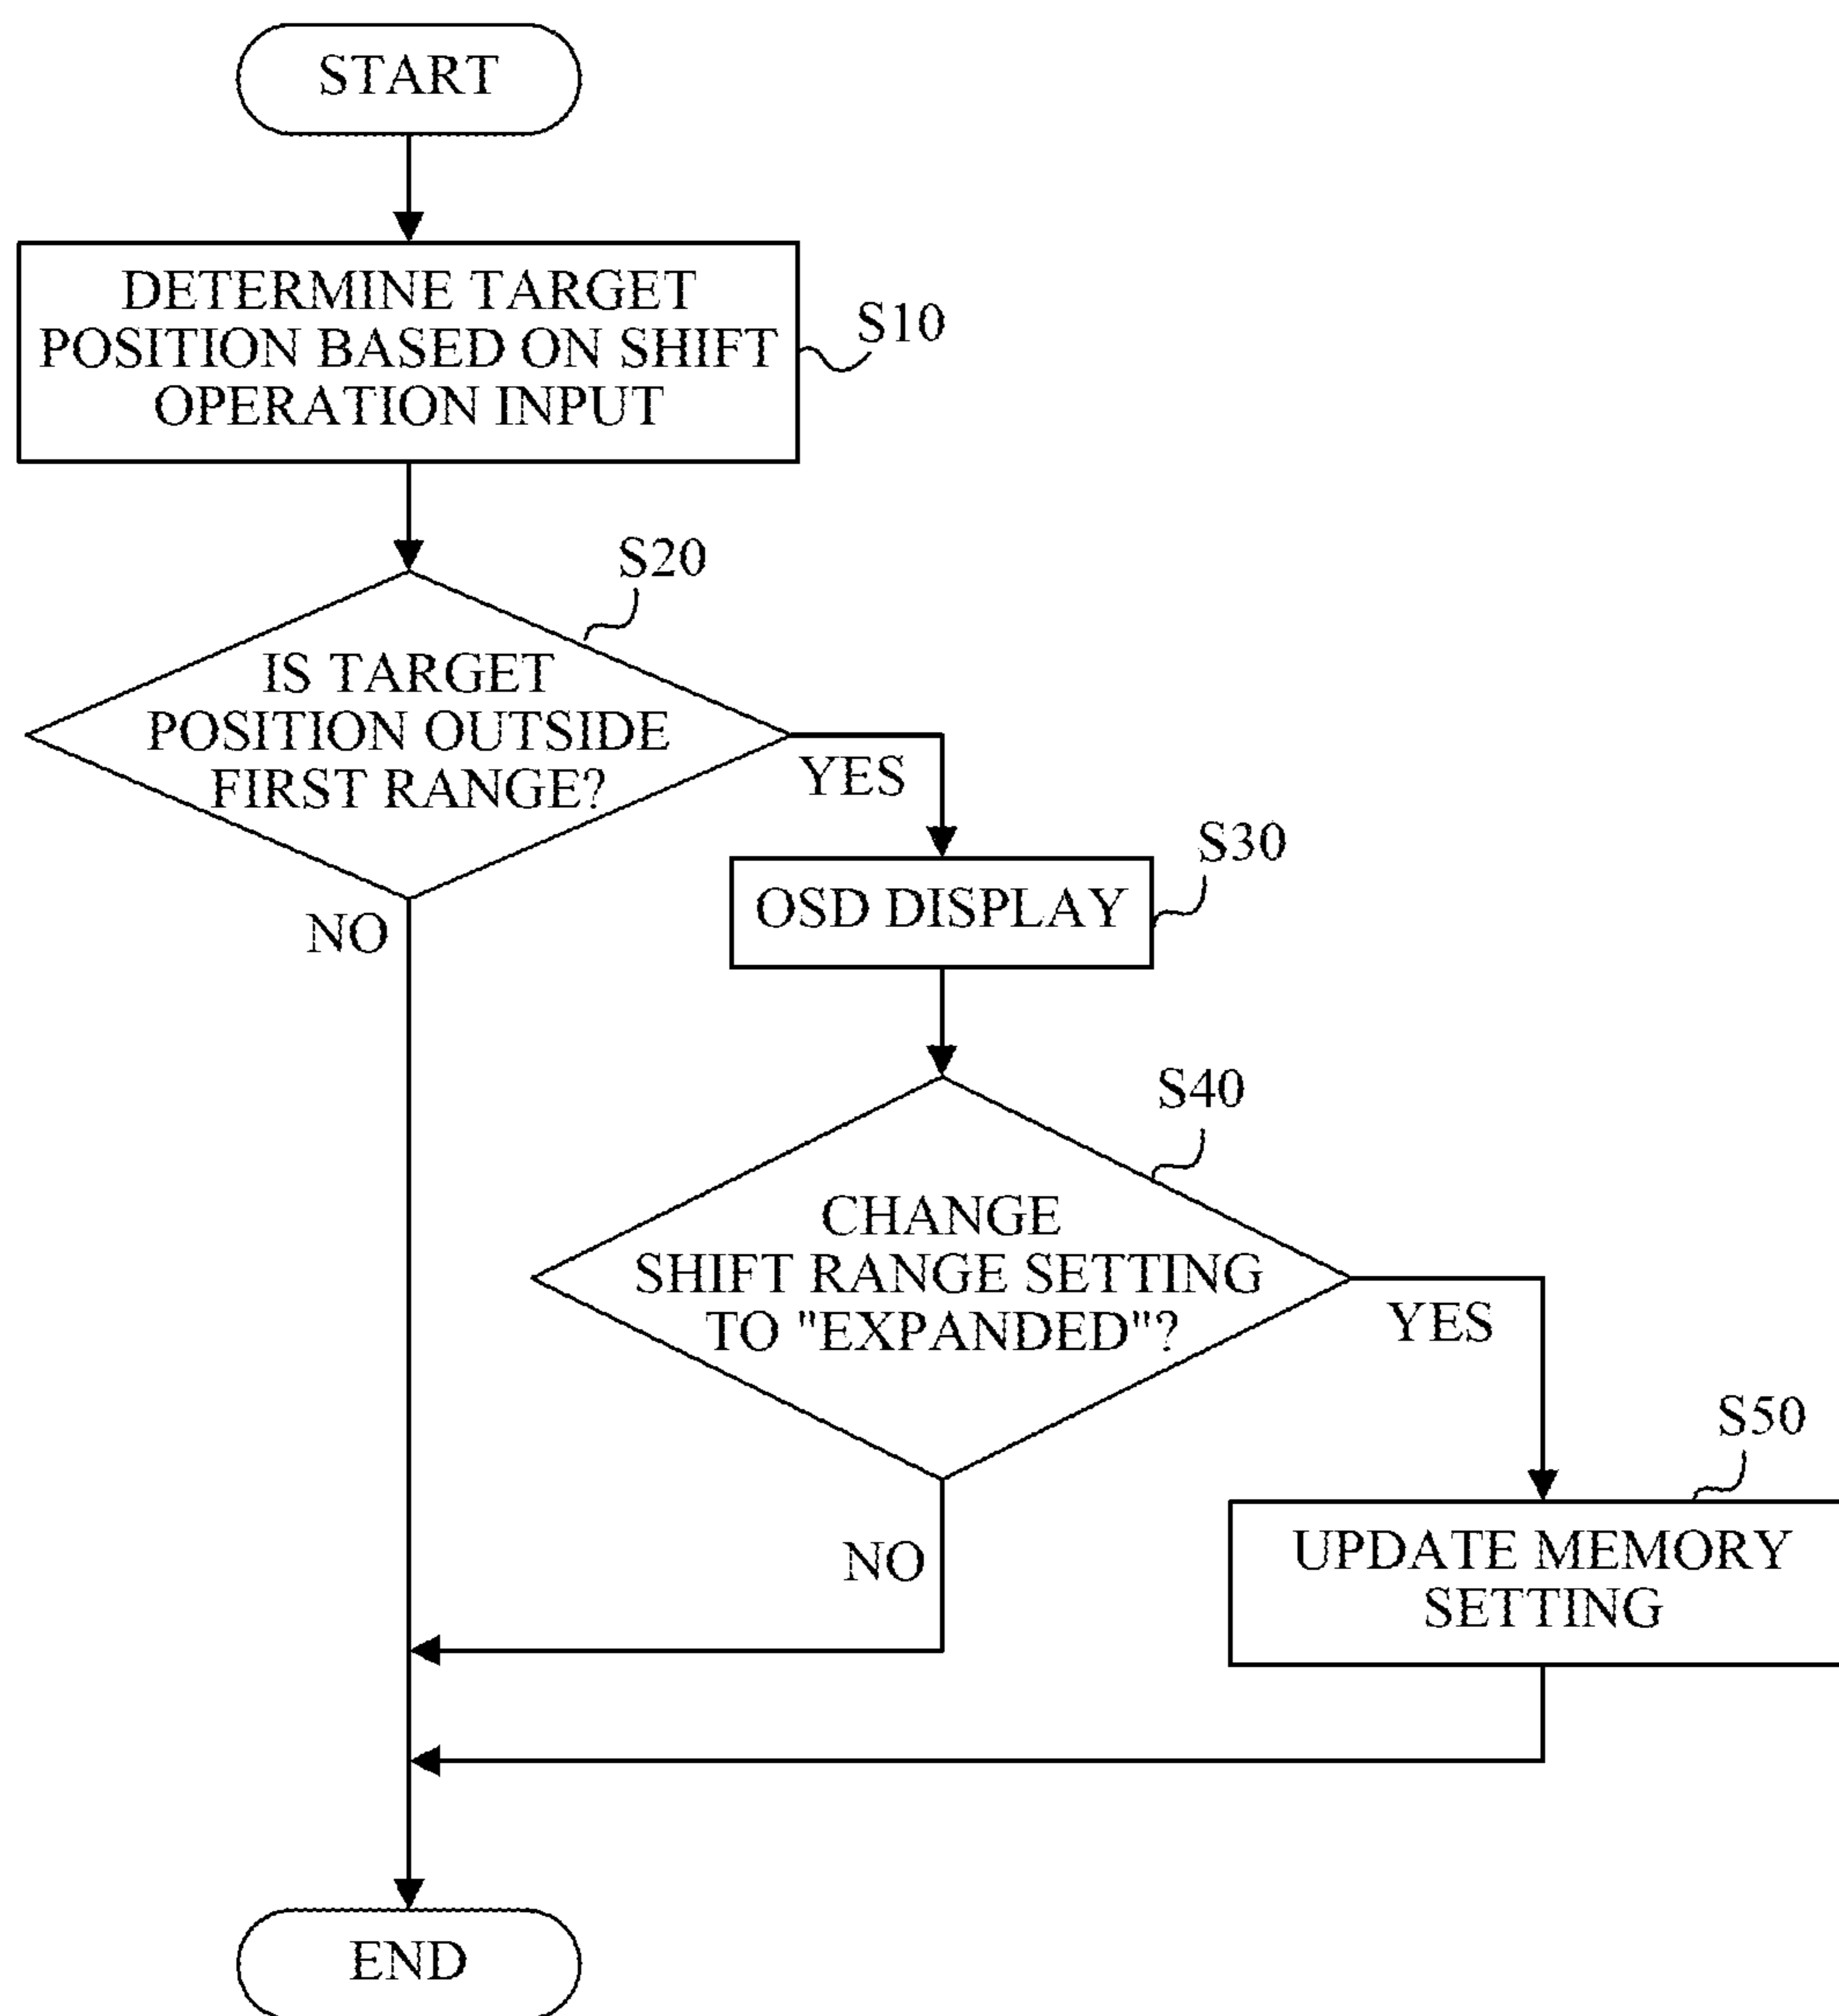 START
DETERMINE TARGET
POSITION BASED ON SHIFT
OPERATION INPUT
S10
S20
IS TARGET
POSITION OUTSIDE
FIRST RANGE?
YES
NO
S30
OSD DISPLAY
S40
CHANGE
SHIFT RANGE SETTING
TO "EXPANDED"?
YES
NO
S50
UPDATE MEMORY
SETTING
END